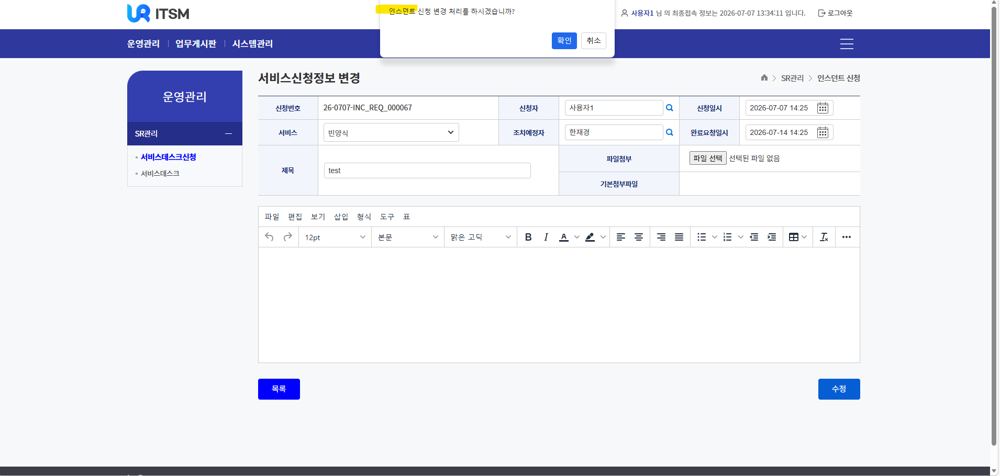 UR ITSM
인스던트 신청 변경 처리를 하시겠습니까?
확인 취소
사용자1 님 의 최종접속 정보는 2026-07-07 13:34:11 입니다. 로그아웃
운영관리 업무게시판 시스템관리
운영관리
SR관리
서비스데스크신청
서비스데스크
서비스신청정보 변경
SR관리 인스던트 신청
신청번호 26-0707-INC_REQ_000067 신청자 사용자1 신청일시 2026-07-07 14:25
서비스 빈양식 조치예정자 한재경 완료요청일시 2026-07-14 14:25
제목 test 파일첨부 파일 선택 선택된 파일 없음
기본첨부파일
파일 편집 보기 삽입 형식 도구 표
12pt 본문 맑은 고딕 B I A
목록 수정